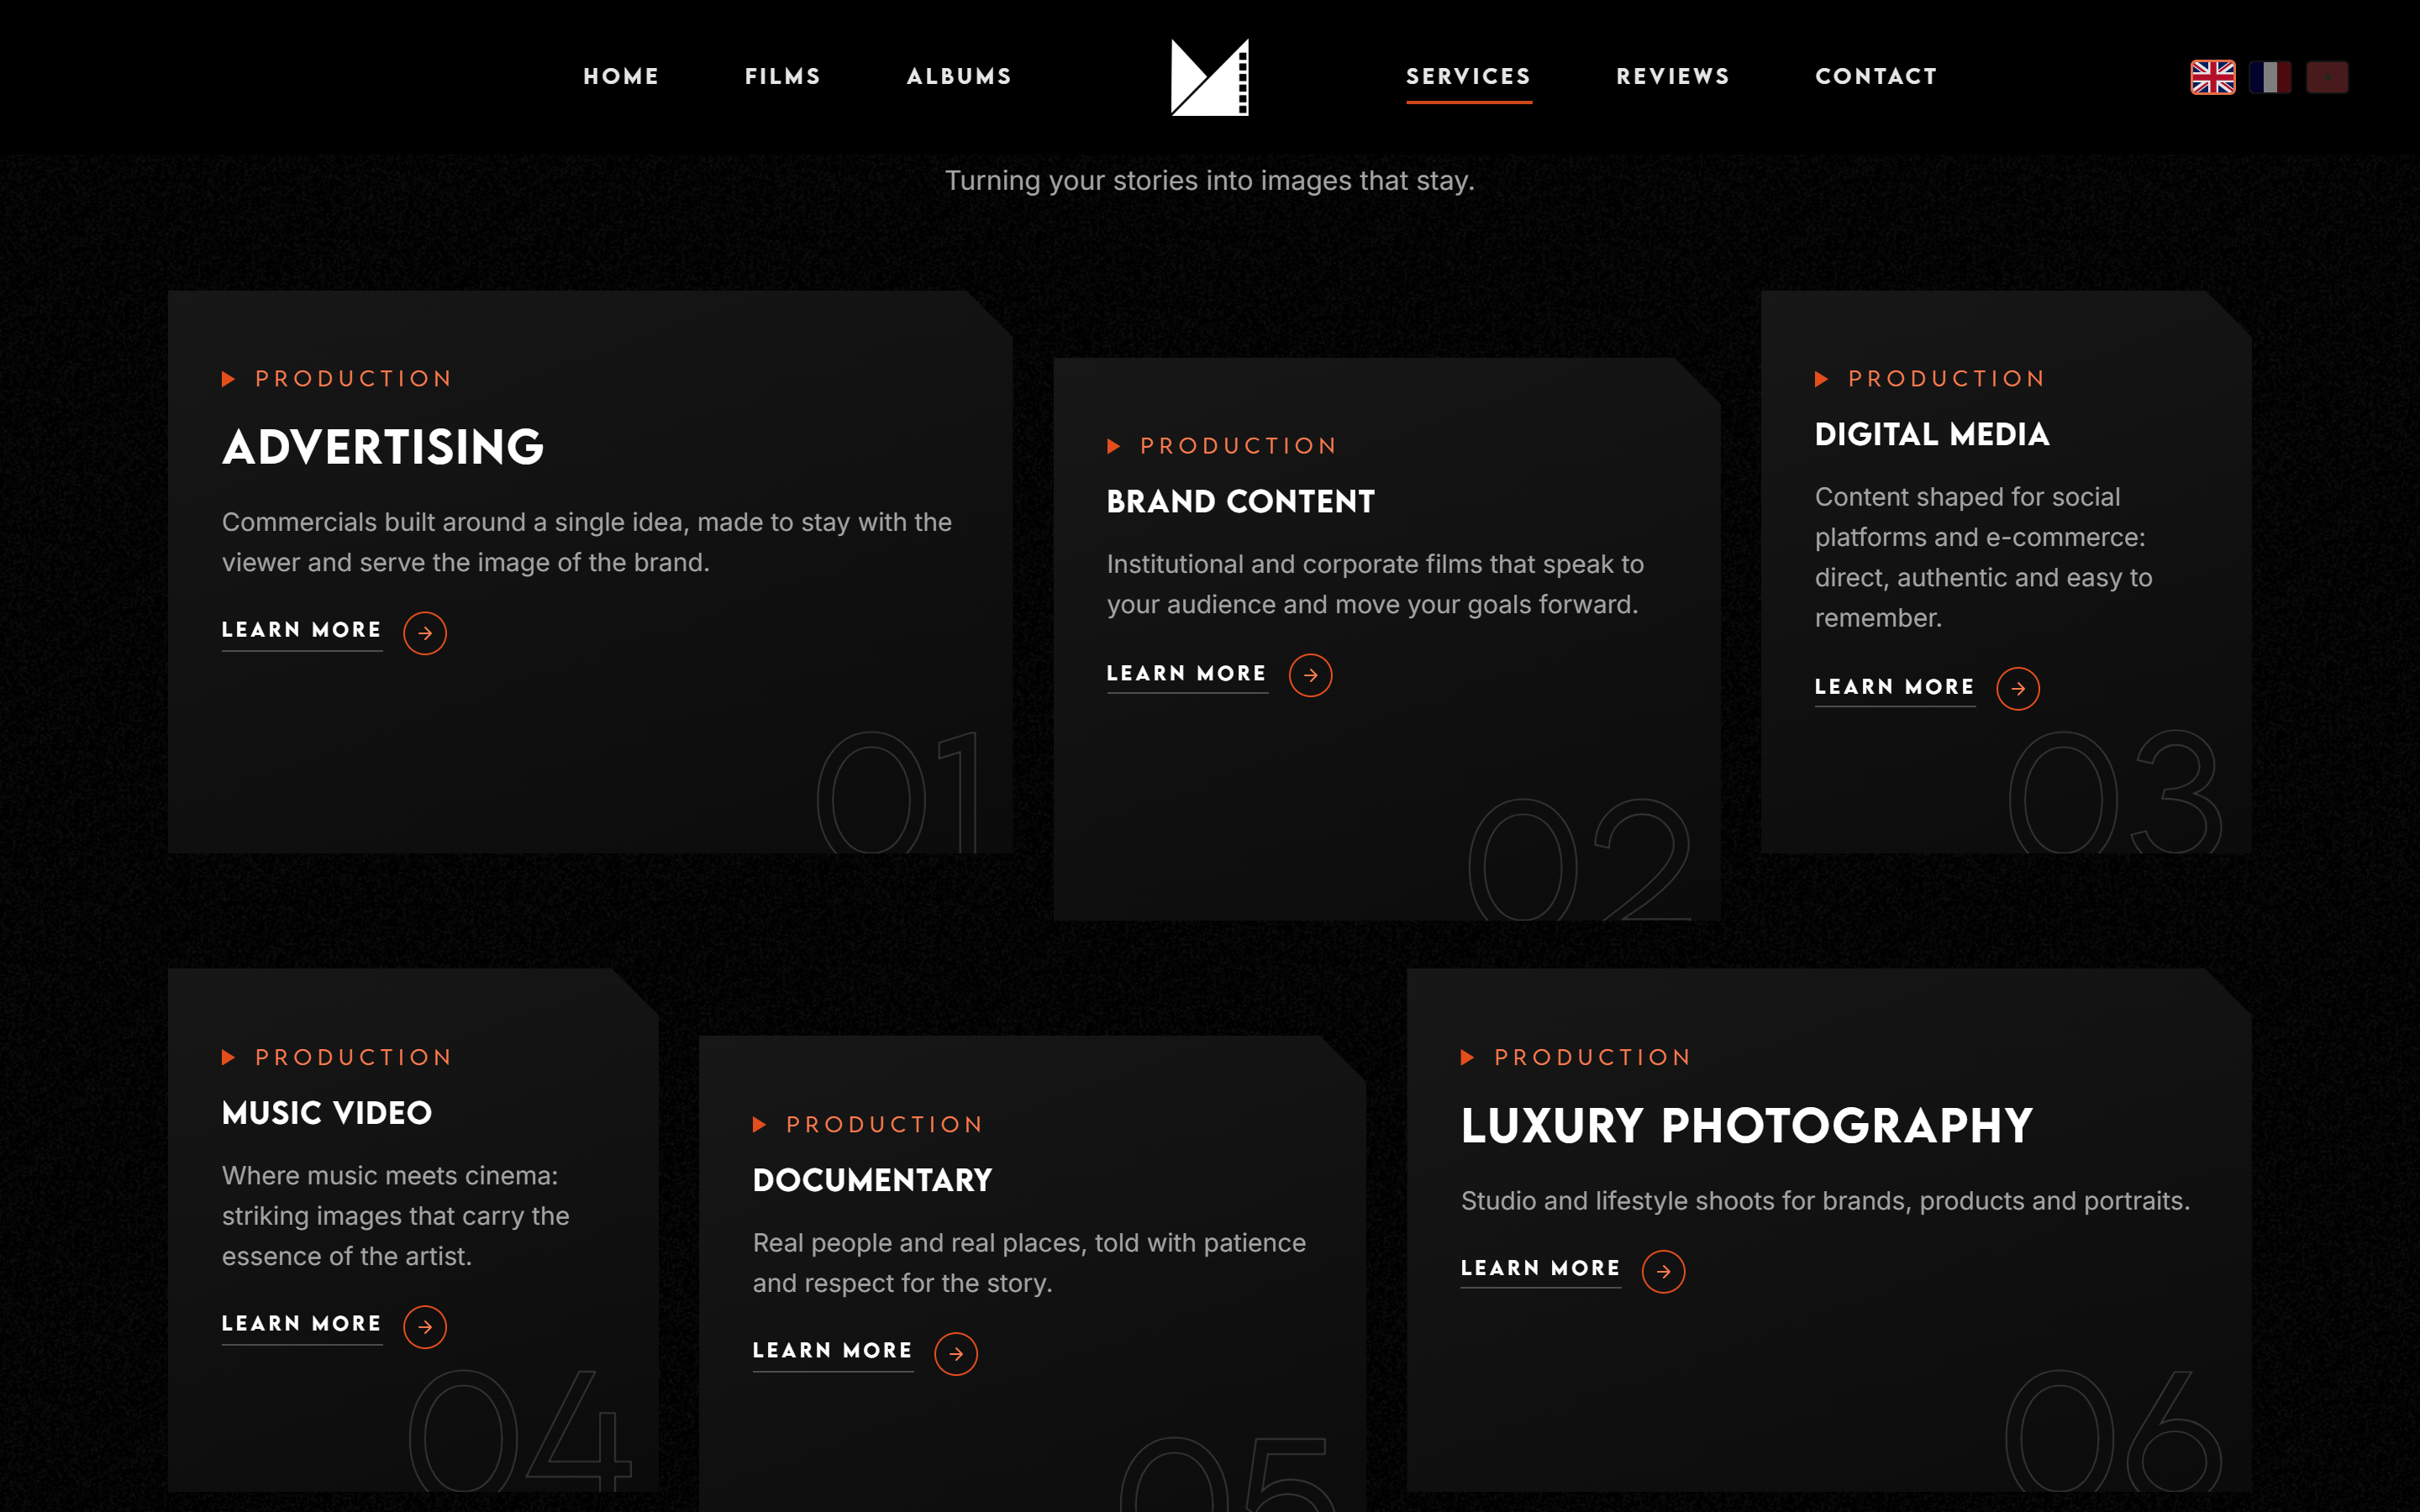 HOME FILMS ALBUMS SERVICES REVIEWS CONTACT
Turning your stories into images that stay.
PRODUCTION
ADVERTISING
Commercials built around a single idea, made to stay with the
viewer and serve the image of the brand.
LEARN MORE
01
PRODUCTION
BRAND CONTENT
Institutional and corporate films that speak to
your audience and move your goals forward.
LEARN MORE
02
PRODUCTION
DIGITAL MEDIA
Content shaped for social
platforms and e-commerce:
direct, authentic and easy to
remember.
LEARN MORE
03
PRODUCTION
MUSIC VIDEO
Where music meets cinema:
striking images that carry the
essence of the artist.
LEARN MORE
04
PRODUCTION
DOCUMENTARY
Real people and real places, told with patience
and respect for the story.
LEARN MORE
05
PRODUCTION
LUXURY PHOTOGRAPHY
Studio and lifestyle shoots for brands, products and portraits.
LEARN MORE
06